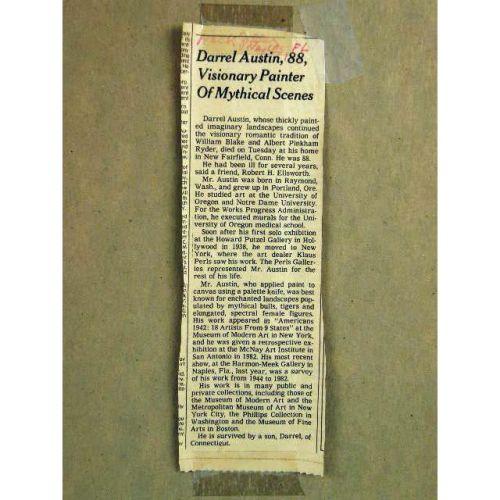 Darrel Austin, 88,
Visionary Painter
Of Mythical Scenes
Darrel Austin, whose thickly paint-
ed imaginary landscapes continued
the visionary romantic tradition of
William Blake and Albert Pinkham
Ryder, died on Tuesday at his home
in New Fairfield, Conn. He was 88.
He had been ill for several years,
said a friend, Robert H. Ellsworth.
Mr. Austin was born in Raymond,
Wash., and grew up in Portland, Ore.
He studied art at the University of
Oregon and Notre Dame University.
For the Works Progress Administra-
tion, he executed murals for the Uni-
versity of Oregon medical school.
Soon after his first solo exhibition
at the Howard Putzel Gallery in Hol-
lywood in 1938, he moved to New
York, where the art dealer Klaus
Perls saw his work. The Perls Galler-
ies represented Mr. Austin for the
rest of his life.
Mr. Austin, who applied paint to
canvas using a palette knife, was best
known for enchanted landscapes pop-
ulated by mythical bulls, tigers and
elongated, spectral female figures.
His work appeared in "Americans
1942: 18 Artists From 9 States" at the
Museum of Modern Art in New York,
and he was given a retrospective ex-
hibition at the McNay Art Institute in
San Antonio in 1982. His most recent
show, at the Harmon-Meek Gallery in
Naples, Fla., last year, was a survey
of his work from 1944 to 1982.
His work is in many public and
private collections, including those of
the Museum of Modern Art and the
Metropolitan Museum of Art in New
York City, the Phillips Collection in
Washington and the Museum of Fine
Arts in Boston.
He is survived by a son, Darrel, of
Connecticut.